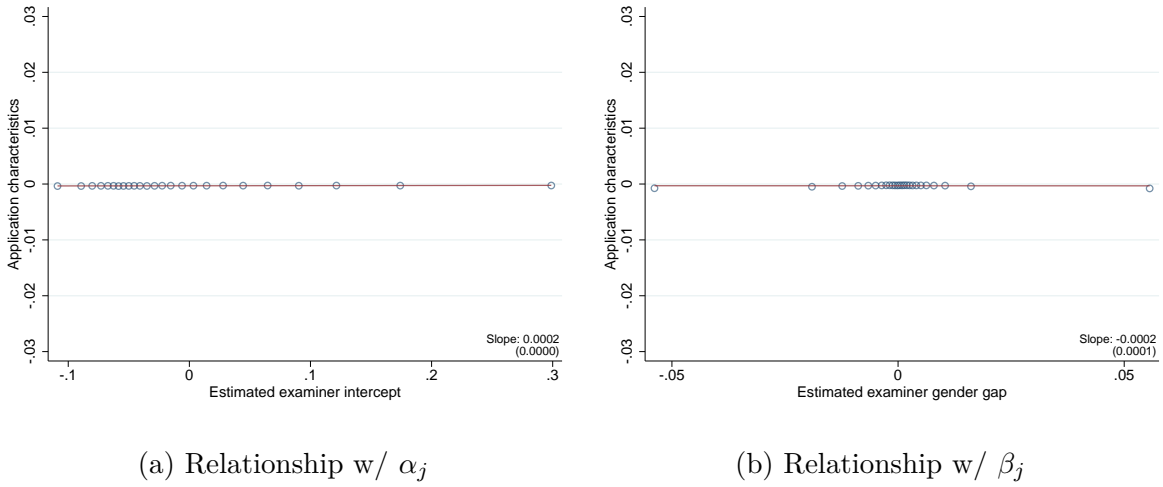 .03
.02
.01
0
-.01
-.02
-.03
Application characteristics
Slope: 0.0002
(0.0000)
-.1 0 .1 .2 .3
Estimated examiner intercept
(a) Relationship w/ αj
.03
.02
.01
0
-.01
-.02
-.03
Application characteristics
Slope: -0.0002
(0.0001)
-.05 0 .05
Estimated examiner gender gap
(b) Relationship w/ βj